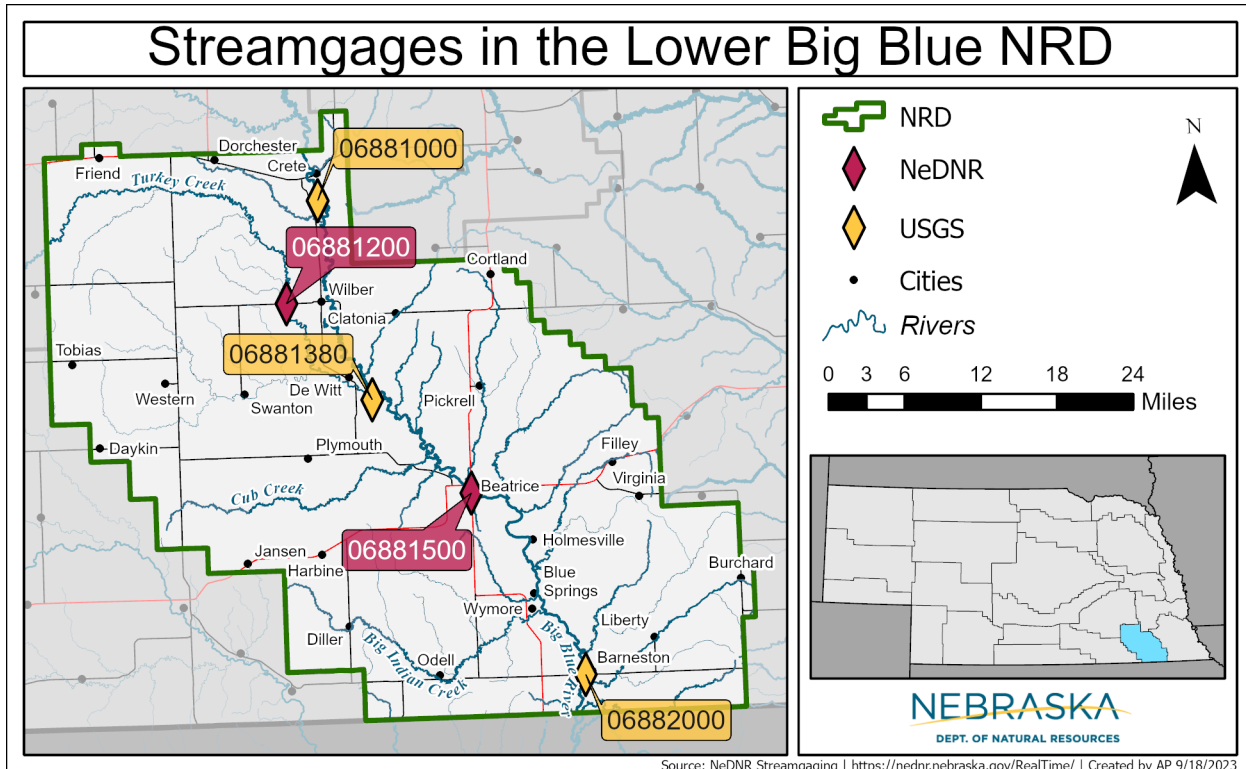 Streamgages in the Lower Big Blue NRD
Dorchester
06881000
Crete
Friend
Turkey Creek
06881200
Cortland
Wilber
Clatonia
06881380
Tobias
De Witt
Western
Swanton
Pickrell
Daykin
Plymouth
Filley
Virginia
Beatrice
Cub Creek
06881500
Holmesville
Jansen
Harbine
Burchard
Blue
Springs
Wymore
Liberty
Diller
Big Blue River
Big Indian Creek
Odell
Barneston
06882000
NRD
NeDNR
USGS
Cities
Rivers
0 3 6 12 18 24 Miles
N
NEBRASKA
DEPT. OF NATURAL RESOURCES
Source: NeDNR Streamgaging | https://nednr.nebraska.gov/RealTime/ | Created by AP 9/18/2023